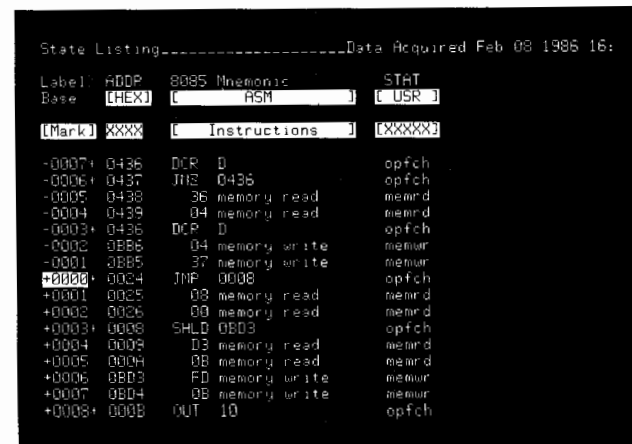 State Listing____________________Data Acquired Feb 08 1986 16:
Label ADDR 8085 Mnemonic STAT
Base [HEX] [ ASM ] [ USR ]
[Mark] XXXX [ Instructions ] [XXXXX]
-0007+ 0436 DCR D opfch
-0006+ 0437 JNZ 0436 opfch
-0005 0438 36 memory read memrd
-0004 0439 04 memory read memrd
-0003+ 0436 DCR D opfch
-0002 0BB6 04 memory write memwr
-0001 0BB5 37 memory write memwr
+0000+ 0024 JMP 0008 opfch
+0001 0025 08 memory read memrd
+0002 0026 00 memory read memrd
+0003+ 0008 SHLD 0BD3 opfch
+0004 0009 D3 memory read memrd
+0005 000A 0B memory read memrd
+0006 0BD3 FD memory write memwr
+0007 0BD4 0B memory write memwr
+0008+ 000B OUT 10 opfch